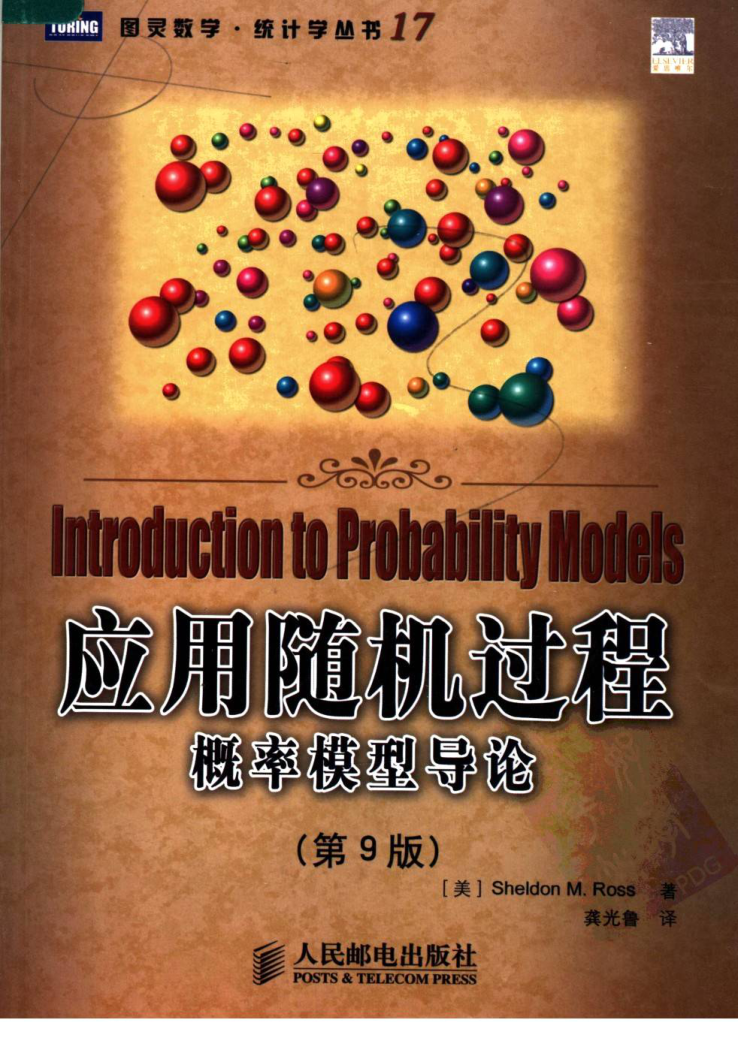 TURING 图灵数学·统计学丛书 17
ELSEVIER
Introduction to Probability Models
应用随机过程
概率模型导论
(第9版)
[美] Sheldon M. Ross 著
龚光鲁 译
人民邮电出版社
POSTS & TELECOM PRESS
PDG